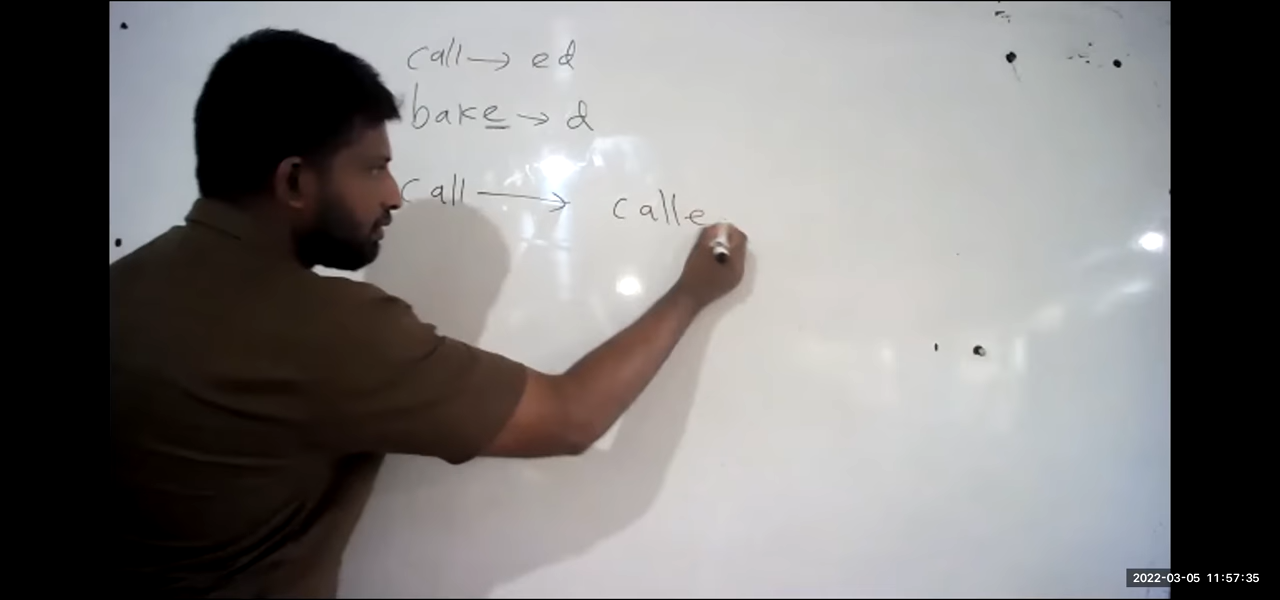 call → ed
bake → d
call → calle
2022-03-05 11:57:35